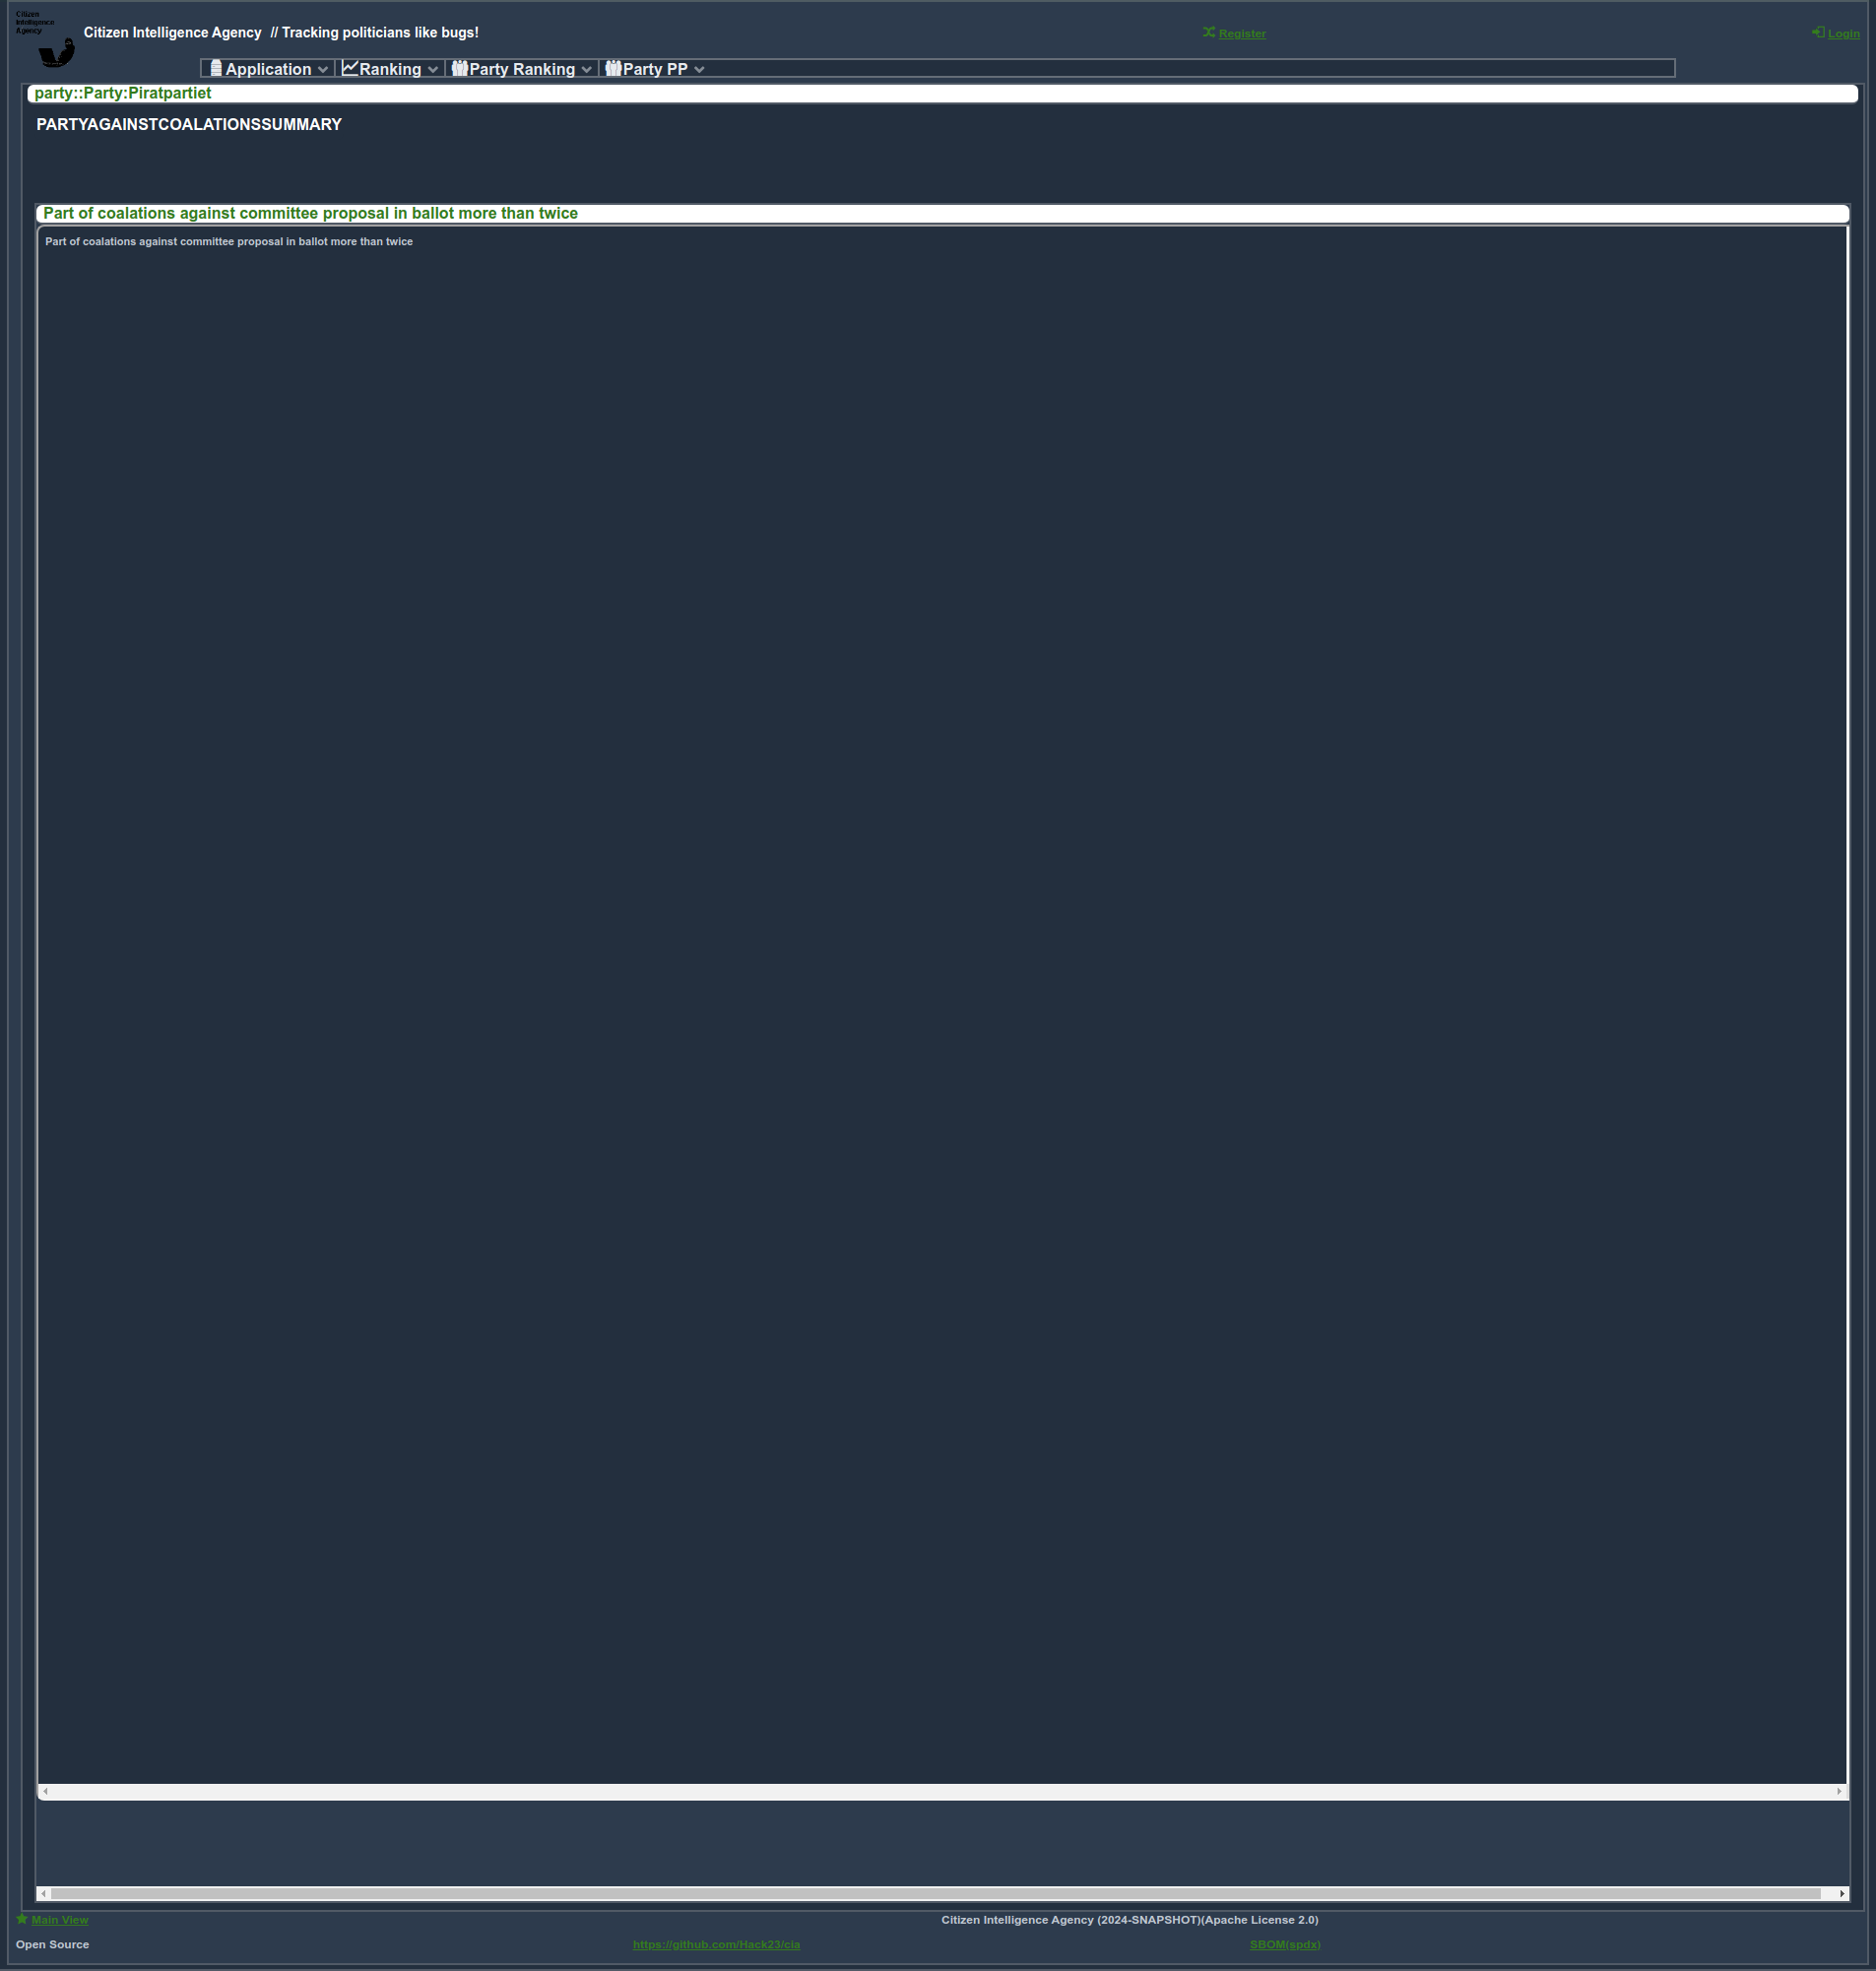 Citizen
Intelligence
Agency
Citizen Intelligence Agency // Tracking politicians like bugs!
Register
Login
Application
Ranking
Party Ranking
Party PP
party::Party:Piratpartiet
PARTYAGAINSTCOALATIONSSUMMARY
Part of coalations against committee proposal in ballot more than twice
Part of coalations against committee proposal in ballot more than twice
Main View
Citizen Intelligence Agency (2024-SNAPSHOT)(Apache License 2.0)
Open Source
https://github.com/Hack23/cia
SBOM(spdx)